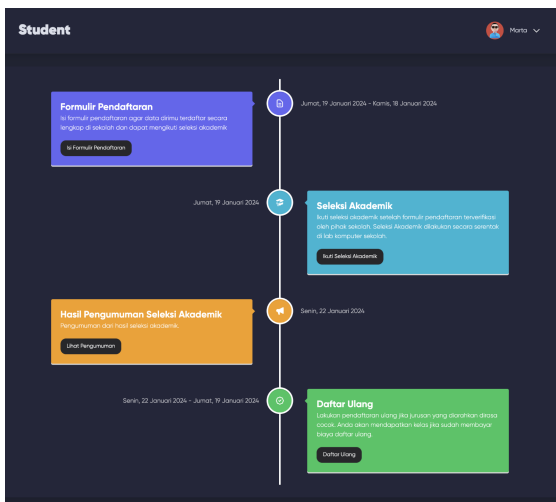 Student
Marta
Formulir Pendaftaran
Isi formulir pendaftaran agar data dirimu terdaftar secara
lengkap di sekolah dan dapat mengikuti seleksi akademik
Isi Formulir Pendaftaran
Jumat, 19 Januari 2024 - Kamis, 18 Januari 2024
Jumat, 19 Januari 2024
Seleksi Akademik
Ikuti seleksi akademik setelah formulir pendaftaran terverifikasi
oleh pihak sekolah. Seleksi Akademik dilakukan secara serentak
di lab komputer sekolah.
Ikuti Seleksi Akademik
Hasil Pengumuman Seleksi Akademik
Pengumuman dari hasil seleksi akademik.
Lihat Pengumuman
Senin, 22 Januari 2024
Senin, 22 Januari 2024 - Jumat, 19 Januari 2024
Daftar Ulang
Lakukan pendaftaran ulang jika jurusan yang diarahkan dirasa
cocok. Anda akan mendapatkan kelas jika sudah membayar
biaya daftar ulang.
Daftar Ulang